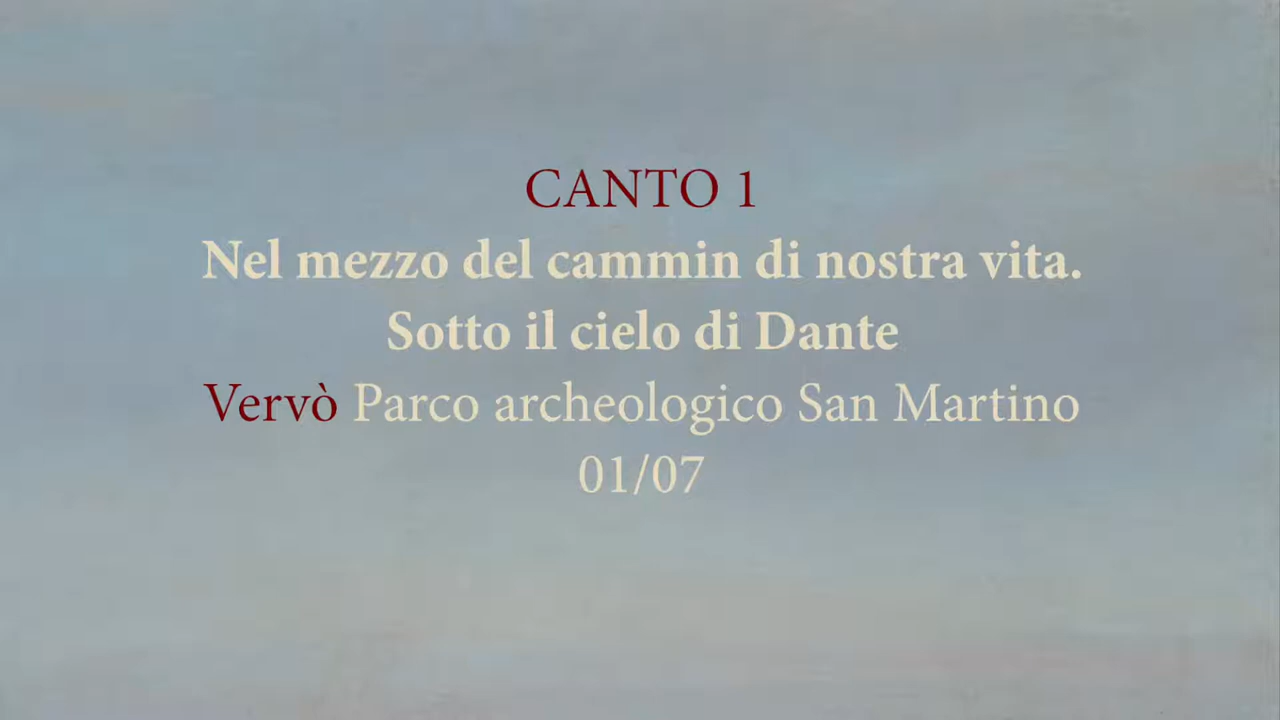 CANTO 1
Nel mezzo del cammin di nostra vita.
Sotto il cielo di Dante
Vervò Parco archeologico San Martino
01/07